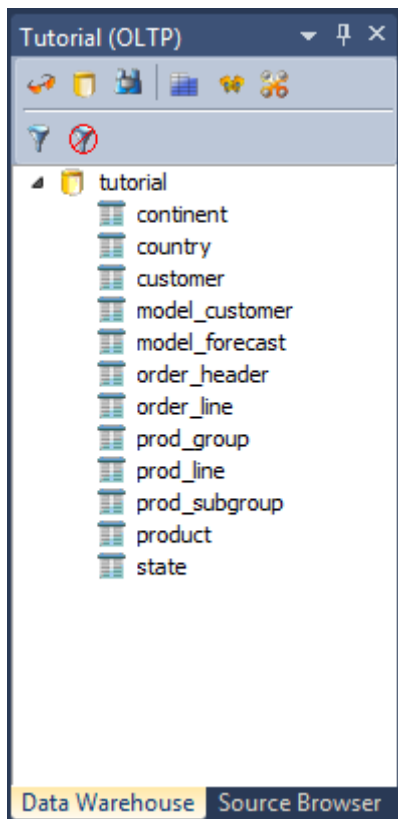 Tutorial (OLTP)
tutorial
continent
country
customer
model_customer
model_forecast
order_header
order_line
prod_group
prod_line
prod_subgroup
product
state
Data Warehouse Source Browser